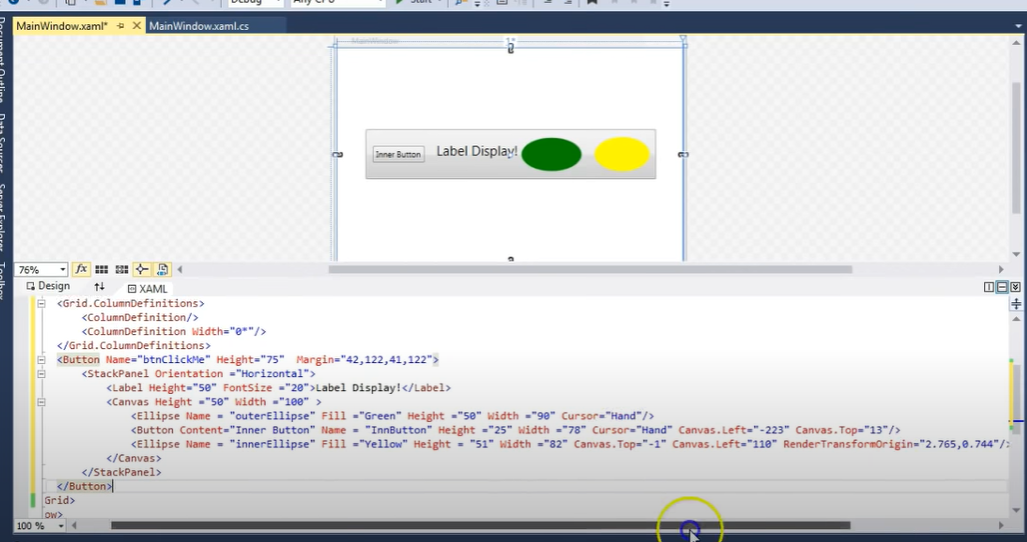 Debug
Any CPU
Start
MainWindow.xaml*
MainWindow.xaml.cs
Document Outline
Data Sources
Server Explorer
Toolbox
MainWindow
Inner Button
Label Display!
76%
fx
Design
XAML
<Grid.ColumnDefinitions>
<ColumnDefinition/>
<ColumnDefinition Width="0*"/>
</Grid.ColumnDefinitions>
<Button Name="btnClickMe" Height="75"  Margin="42,122,41,122">
<StackPanel Orientation ="Horizontal">
<Label Height="50" FontSize ="20">Label Display!</Label>
<Canvas Height ="50" Width ="100" >
<Ellipse Name = "outerEllipse" Fill ="Green" Height ="50" Width ="90" Cursor="Hand"/>
<Button Content="Inner Button" Name = "InnButton" Height ="25" Width ="78" Cursor="Hand" Canvas.Left="-223" Canvas.Top="13"/>
<Ellipse Name = "innerEllipse" Fill ="Yellow" Height = "51" Width ="82" Canvas.Top="-1" Canvas.Left="110" RenderTransformOrigin="2.765,0.744"/>
</Canvas>
</StackPanel>
</Button>
Grid>
ow>
100 %